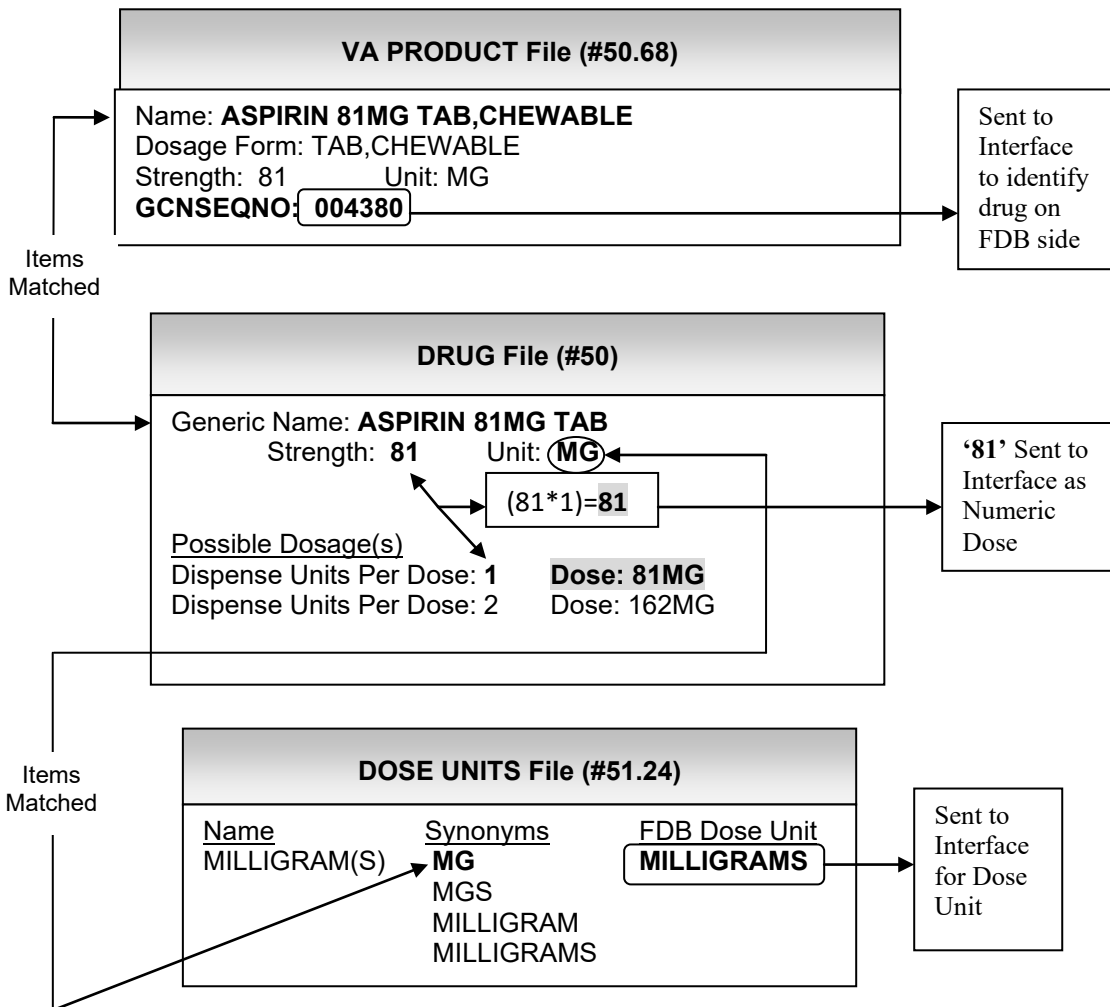 VA PRODUCT File (#50.68)
Name: ASPIRIN 81MG TAB,CHEWABLE
Dosage Form: TAB,CHEWABLE
Strength: 81 Unit: MG
GCNSEQNO: 004380
Sent to
Interface
to identify
drug on
FDB side
Items
Matched
DRUG File (#50)
Generic Name: ASPIRIN 81MG TAB
Strength: 81 Unit: MG
(81*1)=81
Possible Dosage(s)
Dispense Units Per Dose: 1 Dose: 81MG
Dispense Units Per Dose: 2 Dose: 162MG
‘81’ Sent to
Interface as
Numeric
Dose
Items
Matched
DOSE UNITS File (#51.24)
Name Synonyms FDB Dose Unit
MILLIGRAM(S) MG MILLIGRAMS
MGS
MILLIGRAM
MILLIGRAMS
Sent to
Interface
for Dose
Unit